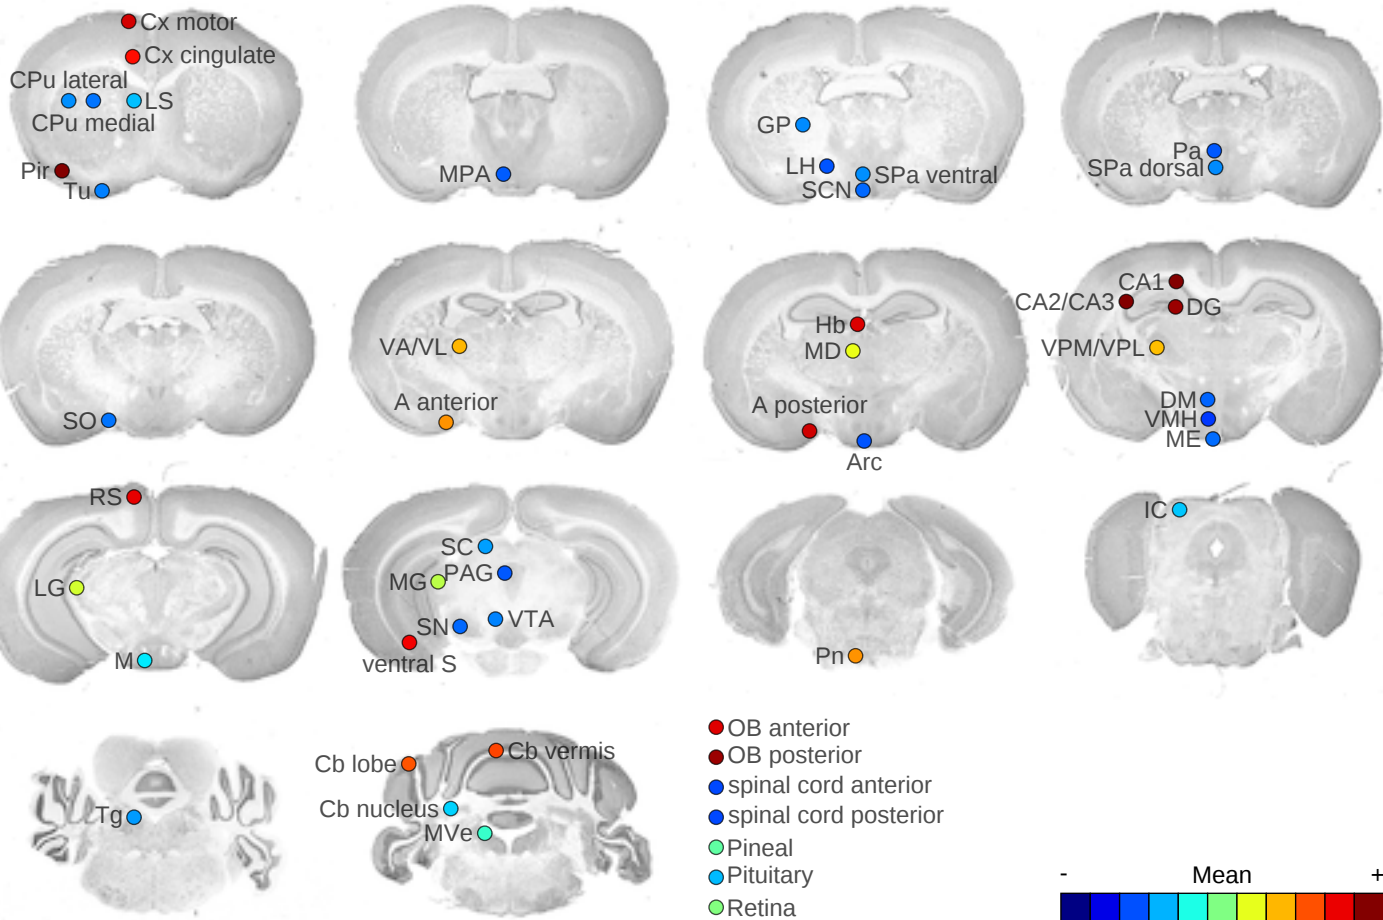 Cx motor
Cx cingulate
CPu lateral
LS
CPu medial
Pir
Tu
MPA
GP
LH
SPa ventral
SCN
Pa
SPa dorsal
SO
VA/VL
A anterior
Hb
MD
A posterior
Arc
CA1
CA2/CA3
DG
VPM/VPL
DM
VMH
ME
RS
LG
M
SC
PAG
MG
VTA
SN
ventral S
Pn
IC
Tg
Cb vermis
Cb lobe
Cb nucleus
MVe
OB anterior
OB posterior
spinal cord anterior
spinal cord posterior
Pineal
Pituitary
Retina
- Mean +